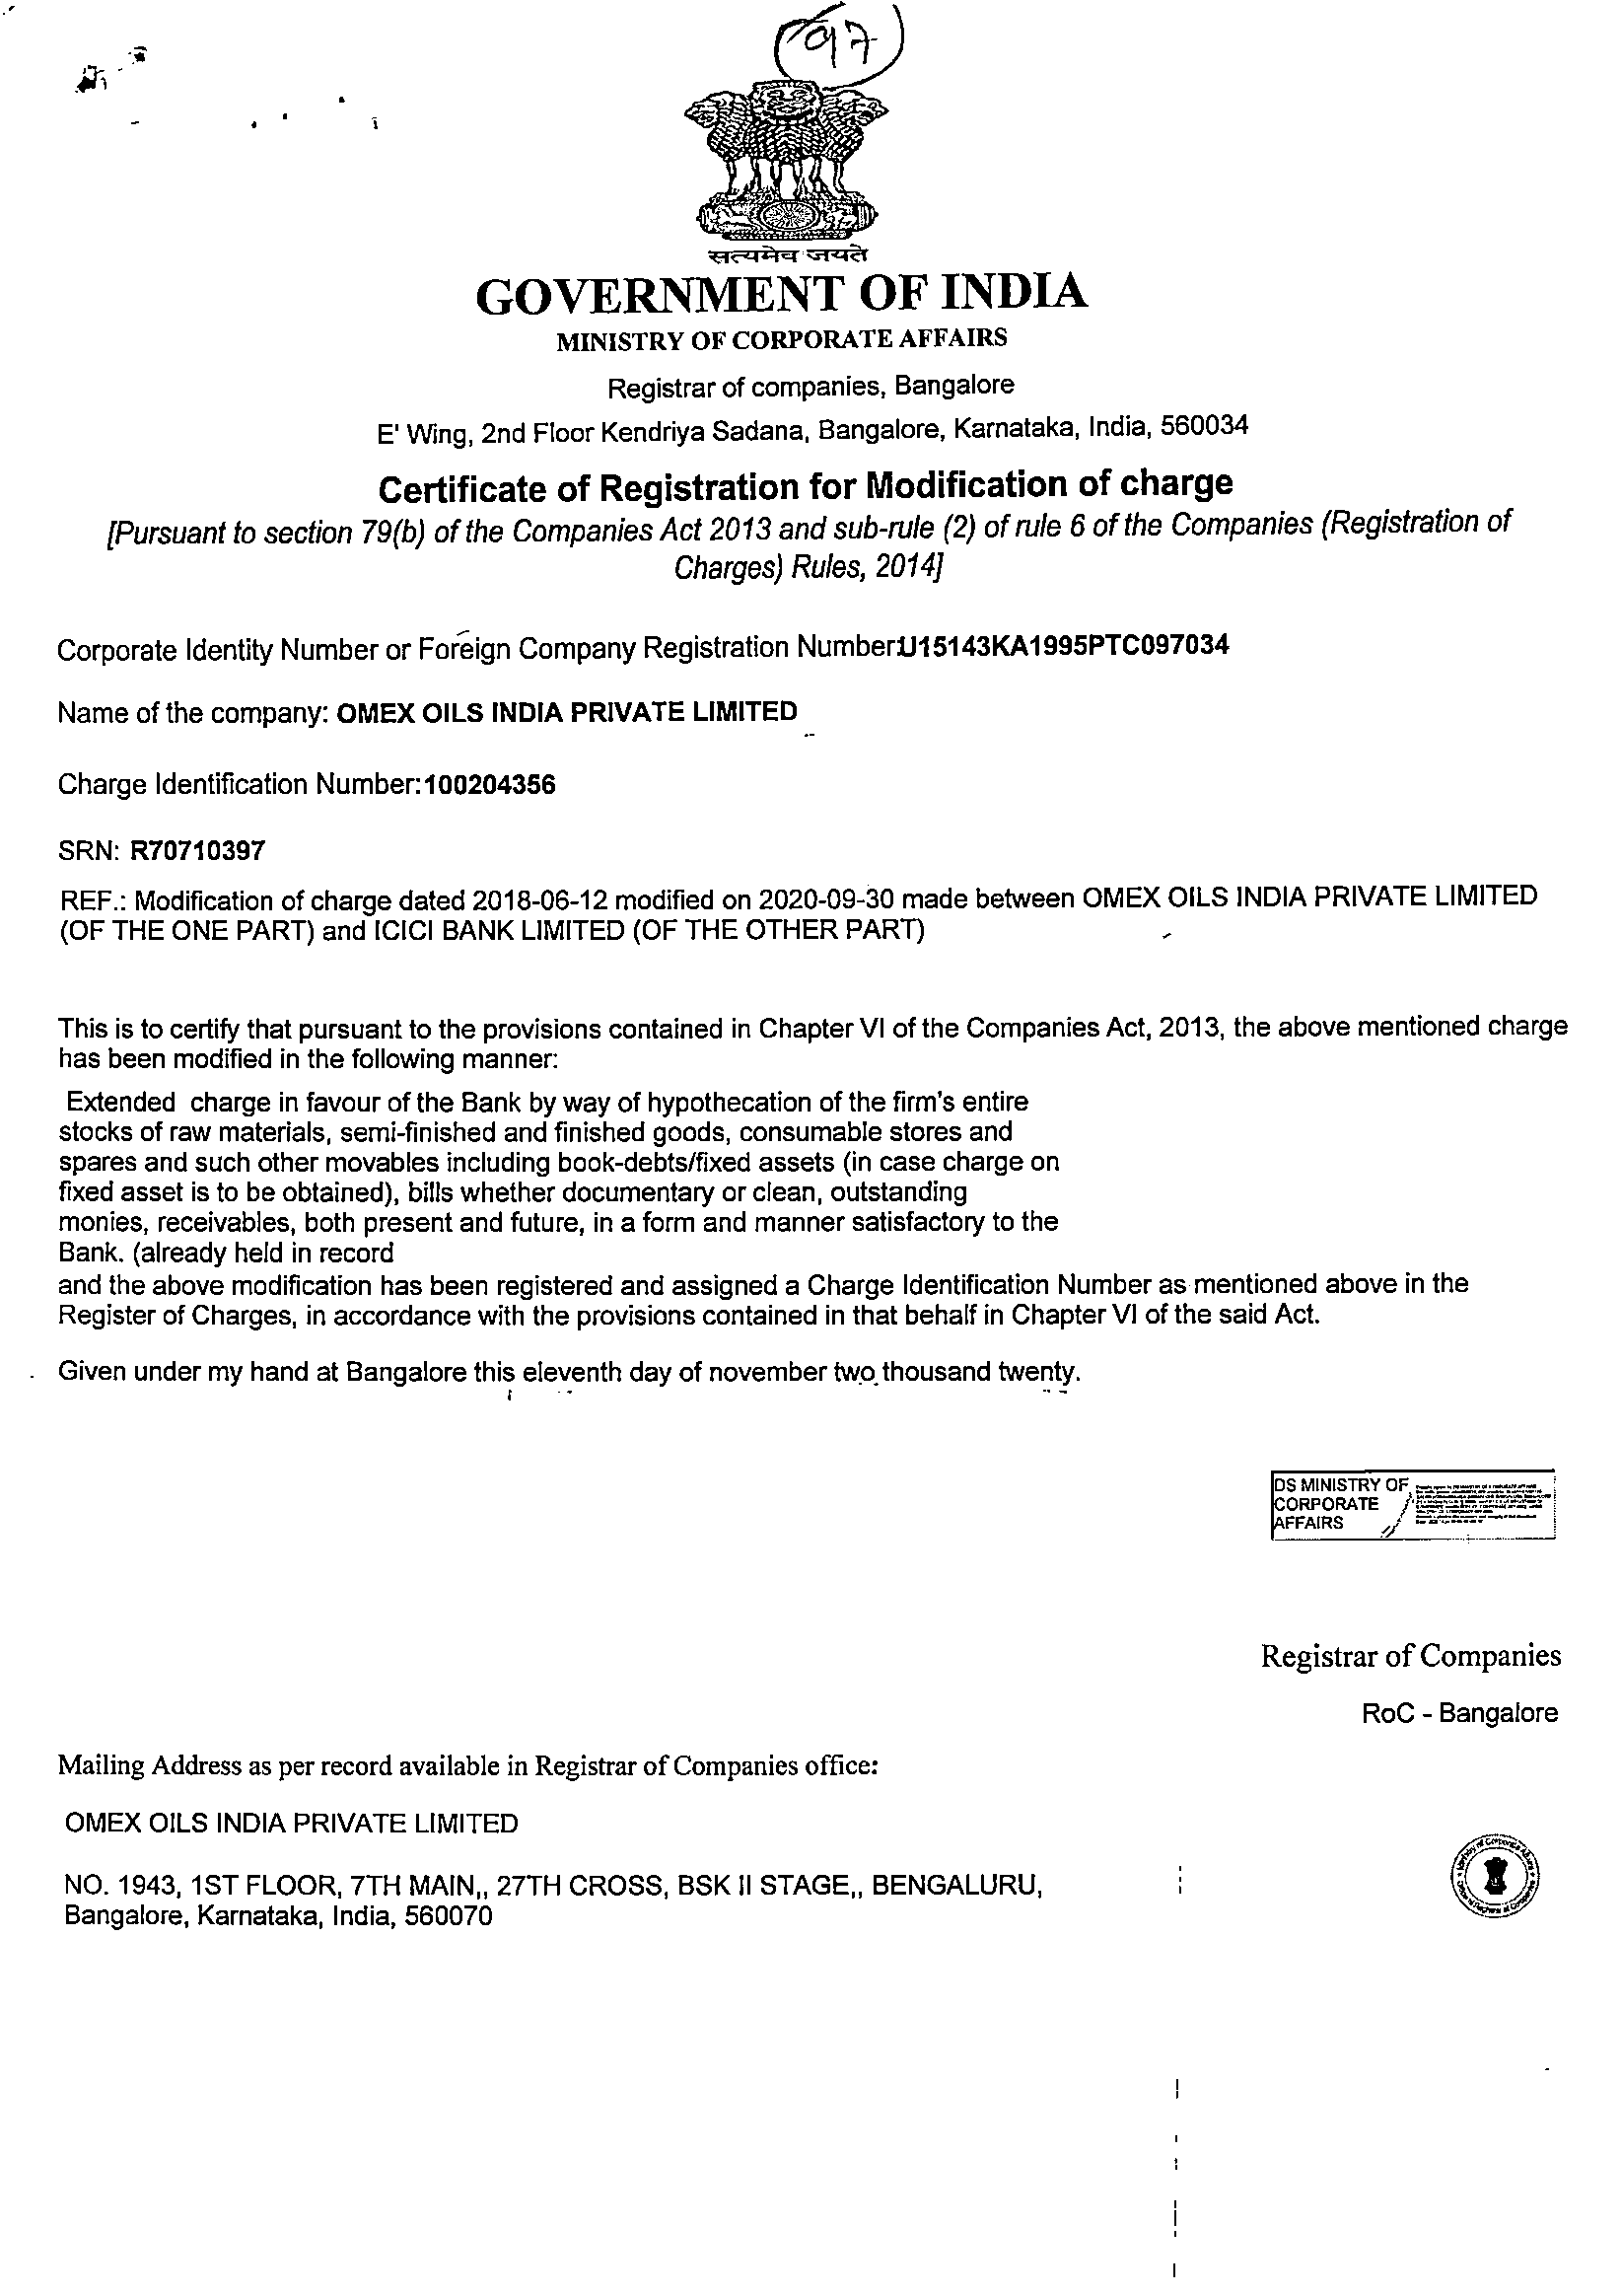 97
सत्यमेव जयते
GOVERNMENT OF INDIA
MINISTRY OF CORPORATE AFFAIRS
Registrar of companies, Bangalore
E' Wing, 2nd Floor Kendriya Sadana, Bangalore, Karnataka, India, 560034
Certificate of Registration for Modification of charge
[Pursuant to section 79(b) of the Companies Act 2013 and sub-rule (2) of rule 6 of the Companies (Registration of
Charges) Rules, 2014]
Corporate Identity Number or Foreign Company Registration Number:U15143KA1995PTC097034
Name of the company: OMEX OILS INDIA PRIVATE LIMITED
Charge Identification Number:100204356
SRN: R70710397
REF.: Modification of charge dated 2018-06-12 modified on 2020-09-30 made between OMEX OILS INDIA PRIVATE LIMITED
(OF THE ONE PART) and ICICI BANK LIMITED (OF THE OTHER PART)
This is to certify that pursuant to the provisions contained in Chapter VI of the Companies Act, 2013, the above mentioned charge
has been modified in the following manner:
Extended charge in favour of the Bank by way of hypothecation of the firm's entire
stocks of raw materials, semi-finished and finished goods, consumable stores and
spares and such other movables including book-debts/fixed assets (in case charge on
fixed asset is to be obtained), bills whether documentary or clean, outstanding
monies, receivables, both present and future, in a form and manner satisfactory to the
Bank. (already held in record
and the above modification has been registered and assigned a Charge Identification Number as mentioned above in the
Register of Charges, in accordance with the provisions contained in that behalf in Chapter VI of the said Act.
Given under my hand at Bangalore this eleventh day of november two thousand twenty.
DS MINISTRY OF
CORPORATE
AFFAIRS
Registrar of Companies
RoC - Bangalore
Mailing Address as per record available in Registrar of Companies office:
OMEX OILS INDIA PRIVATE LIMITED
NO. 1943, 1ST FLOOR, 7TH MAIN,, 27TH CROSS, BSK II STAGE,, BENGALURU,
Bangalore, Karnataka, India, 560070